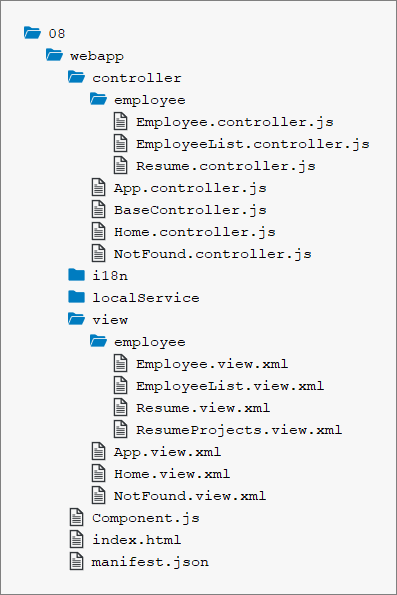 08
webapp
controller
employee
Employee.controller.js
EmployeeList.controller.js
Resume.controller.js
App.controller.js
BaseController.js
Home.controller.js
NotFound.controller.js
i18n
localService
view
employee
Employee.view.xml
EmployeeList.view.xml
Resume.view.xml
ResumeProjects.view.xml
App.view.xml
Home.view.xml
NotFound.view.xml
Component.js
index.html
manifest.json